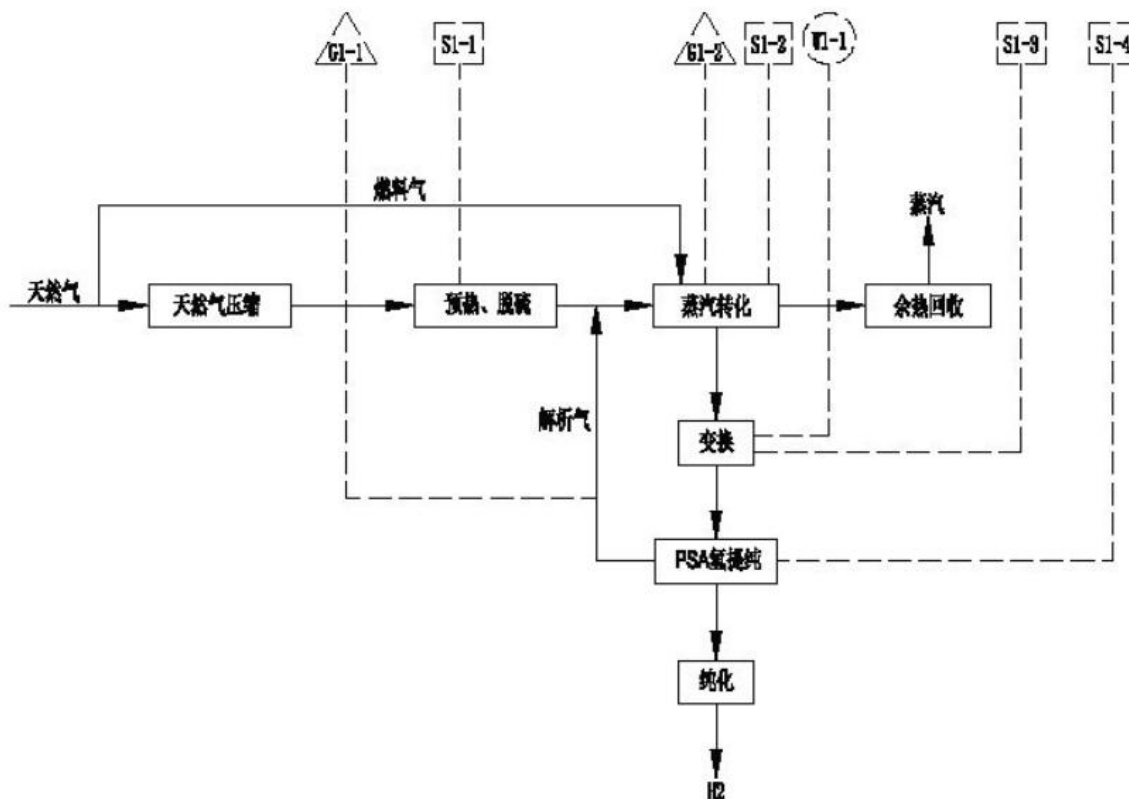 G1-1
S1-1
G1-2
S1-2
W1-1
S1-3
S1-4
燃料气
蒸汽
天然气
天然气压缩
预热、脱硫
蒸汽转化
余热回收
解析气
变换
PSA氢提纯
纯化
H2